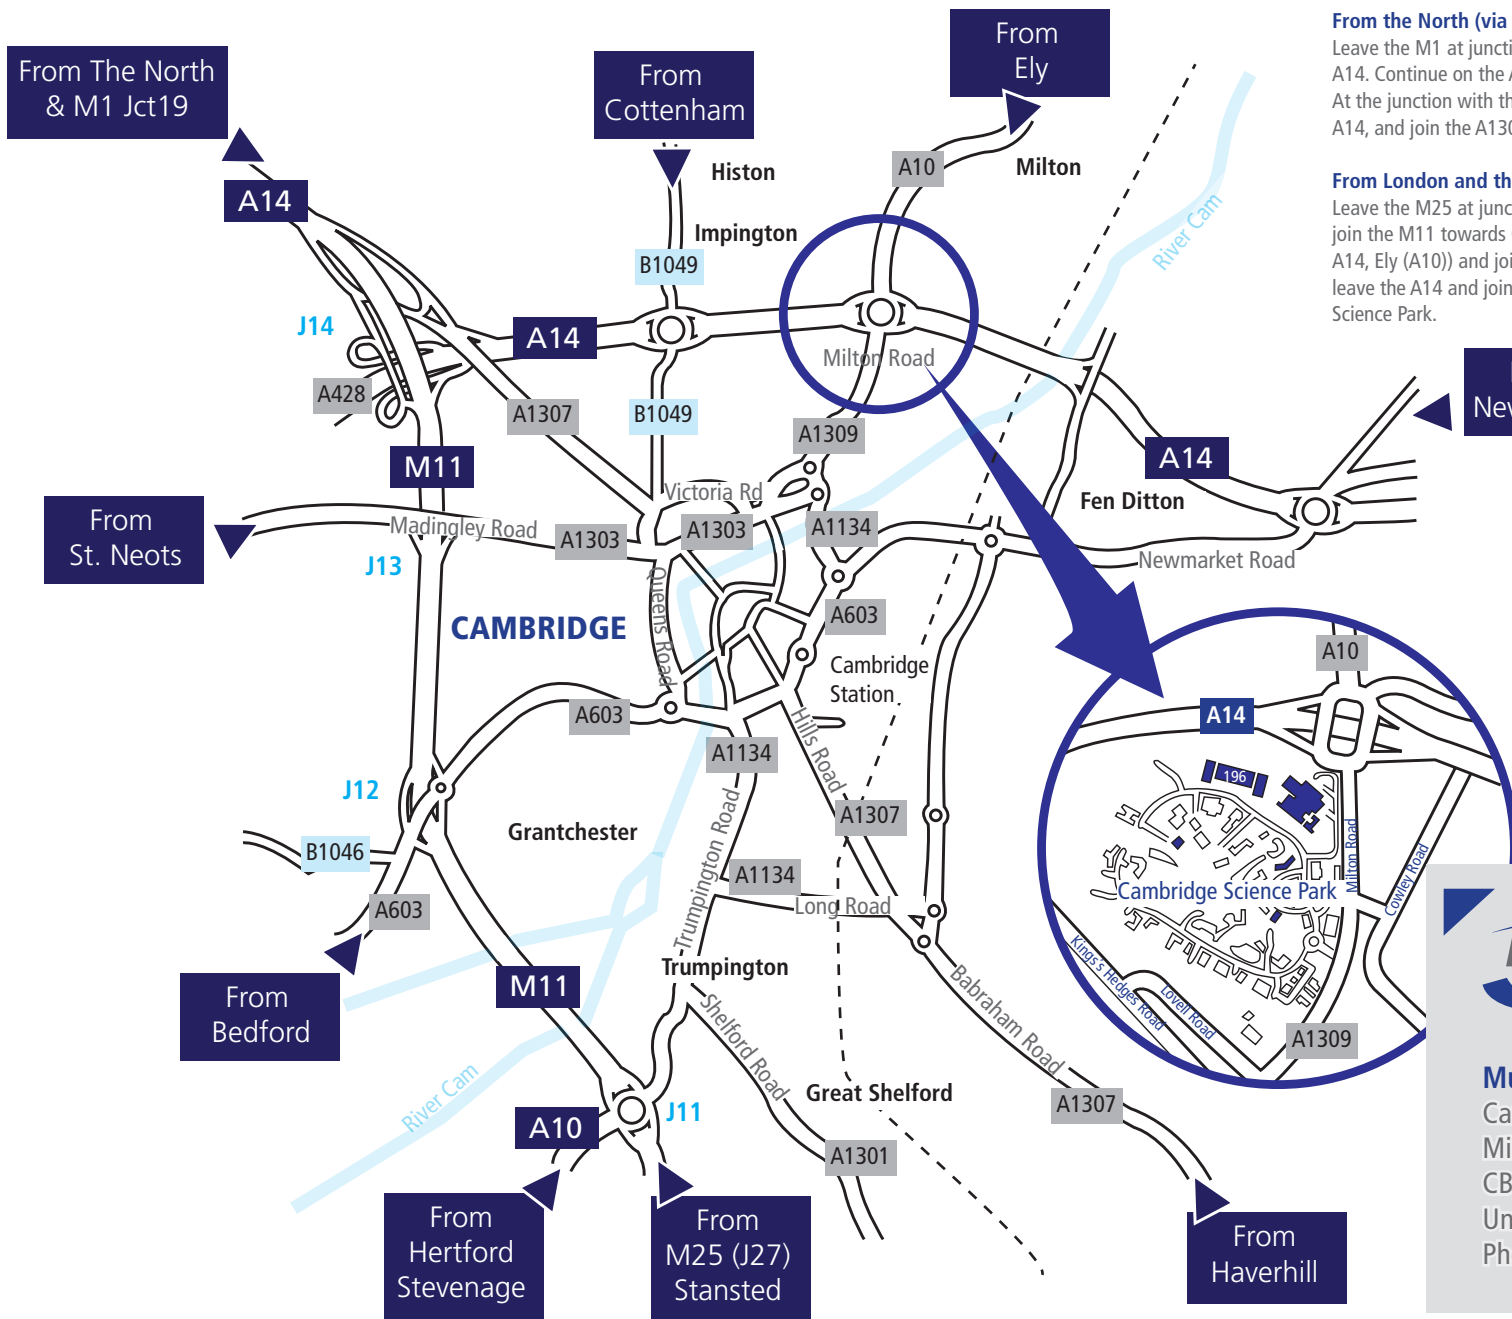 From the North (via
Leave the M1 at juncti
A14. Continue on the A
At the junction with th
A14, and join the A130
From London and th
Leave the M25 at junc
join the M11 towards
A14, Ely (A10)) and joi
leave the A14 and join
Science Park.
From The North
& M1 Jct19
From
Cottenham
From
Ely
A14
Histon
Impington
A10
Milton
River Cam
B1049
J14
A14
Milton Road
A428
A1307
B1049
A1309
New
M11
A14
Victoria Rd
Fen Ditton
From
St. Neots
Madingley Road
A1303
A1303
A1134
J13
Newmarket Road
Queens Road
CAMBRIDGE
A603
Cambridge
Station
A603
Hills Road
A1134
J12
A1307
Grantchester
B1046
Trumpington Road
A1134
Long Road
A603
Trumpington
From
Bedford
M11
Shelford Road
Babraham Road
River Cam
J11
Great Shelford
A1307
A10
A1301
From
Hertford
Stevenage
From
M25 (J27)
Stansted
From
Haverhill
A10
A14
196
Milton Road
Cowley Road
Cambridge Science Park
Kings's Hedges Road
Lovell Road
A1309
Mu
Ca
Mi
CB
Un
Ph